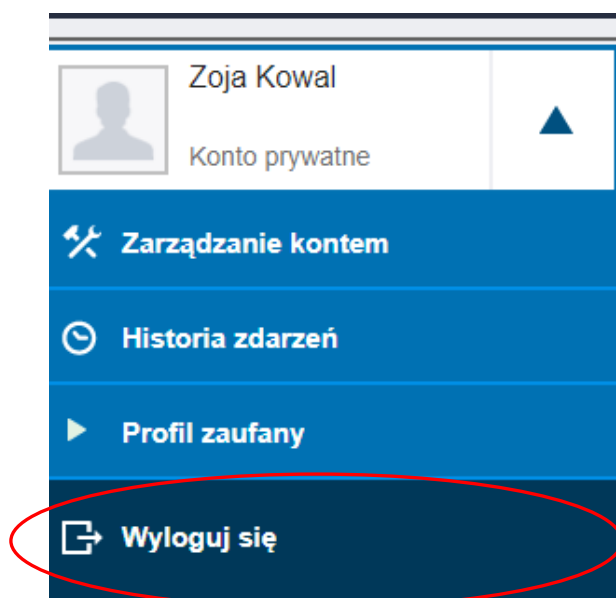 Zoja Kowal
Konto prywatne
Zarządzanie kontem
Historia zdarzeń
Profil zaufany
Wyloguj się